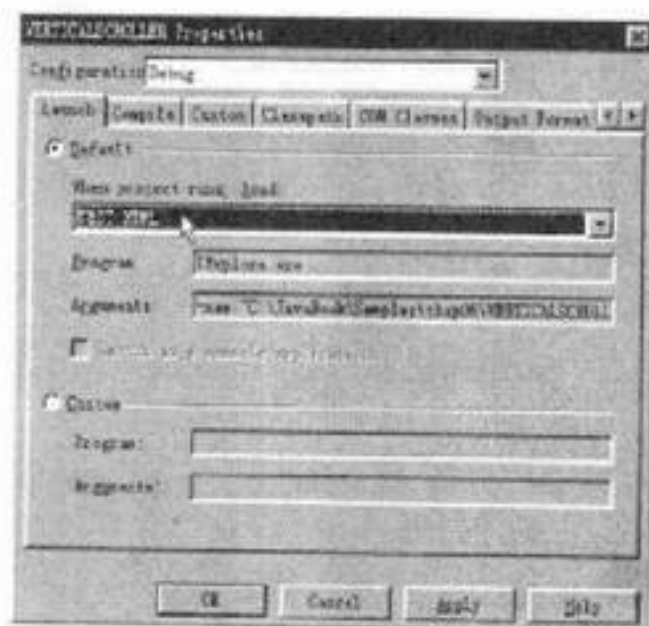 VERTICALSCROLLER Properties
Configuration Debug
Launch Compile Custom Classpath COM Classes Output Format
Default
When project runs, load:
Program IExplore.exe
Arguments
Custom
Program:
Arguments:
OK Cancel Apply Help